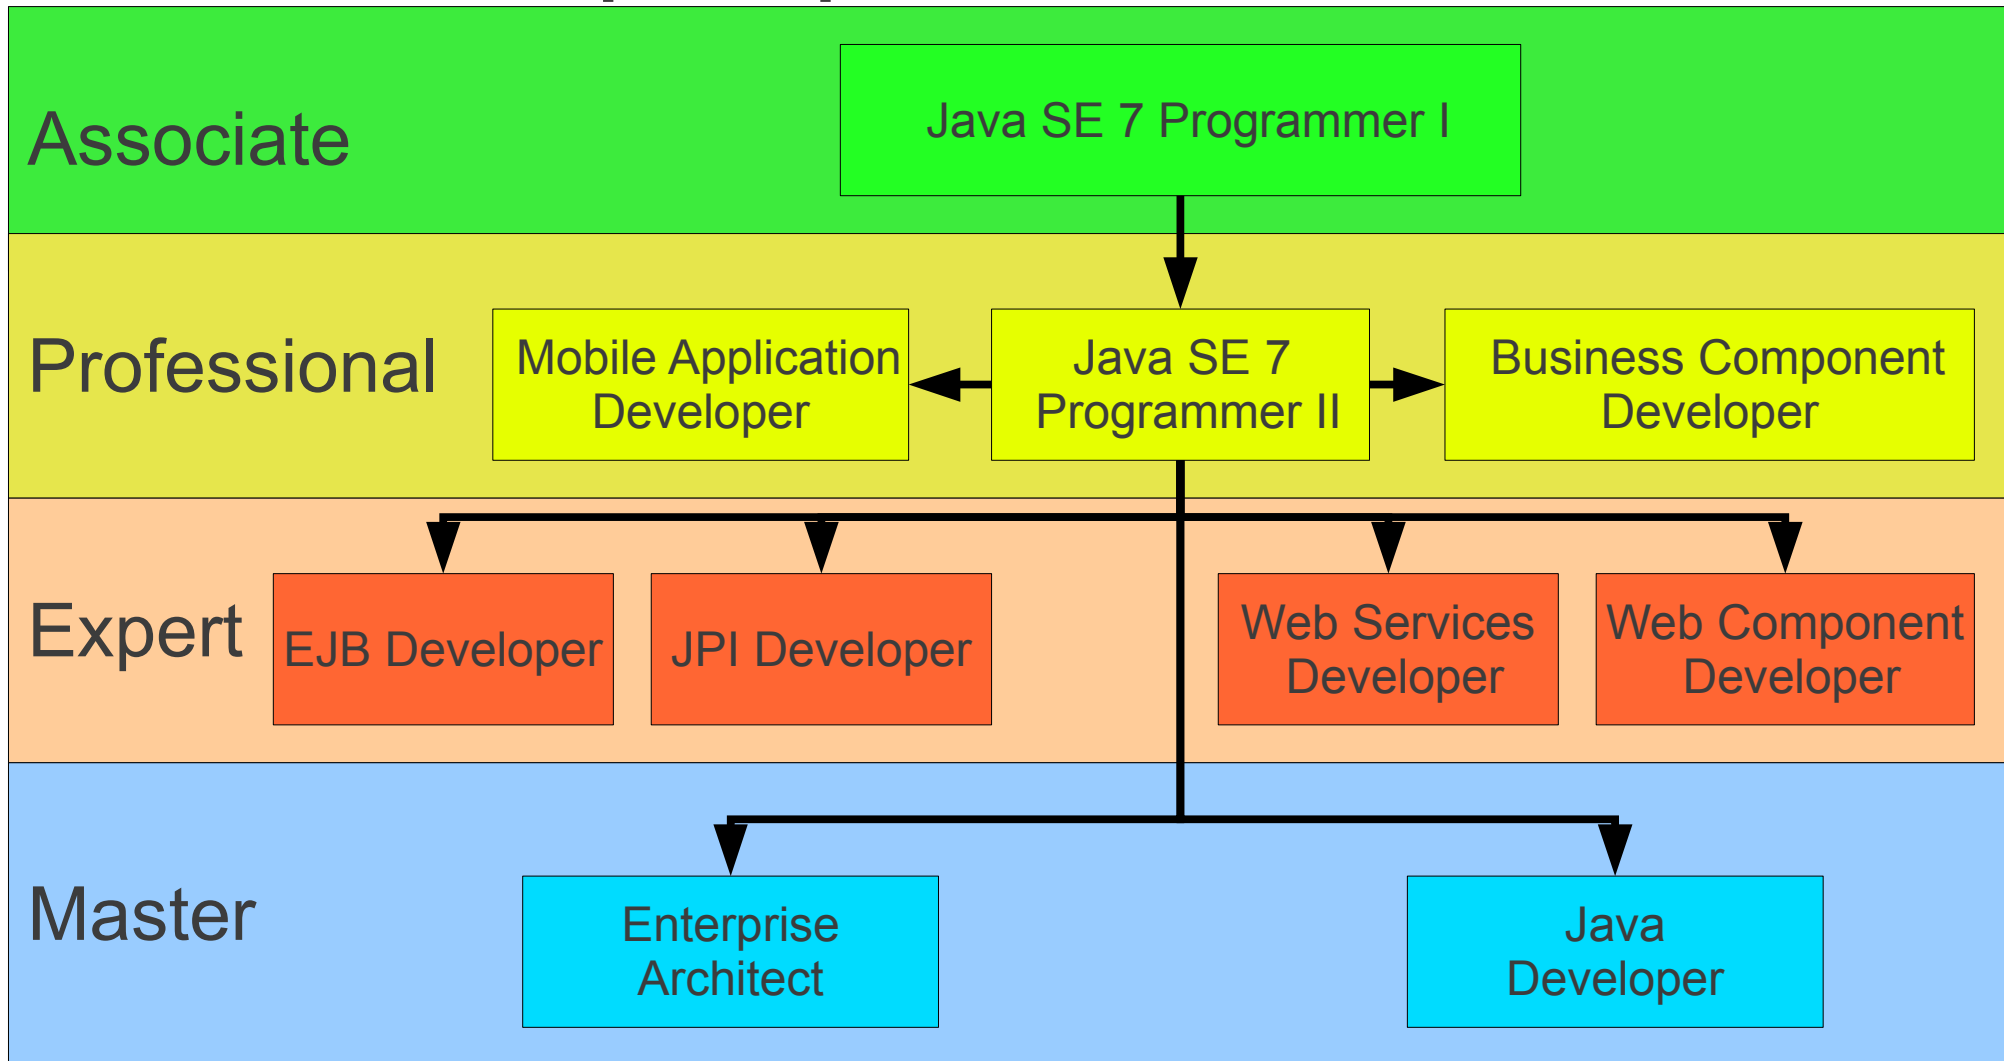 Associate
Java SE 7 Programmer I
Professional
Mobile Application
Developer
Java SE 7
Programmer II
Business Component
Developer
Expert
EJB Developer
JPI Developer
Web Services
Developer
Web Component
Developer
Master
Enterprise
Architect
Java
Developer